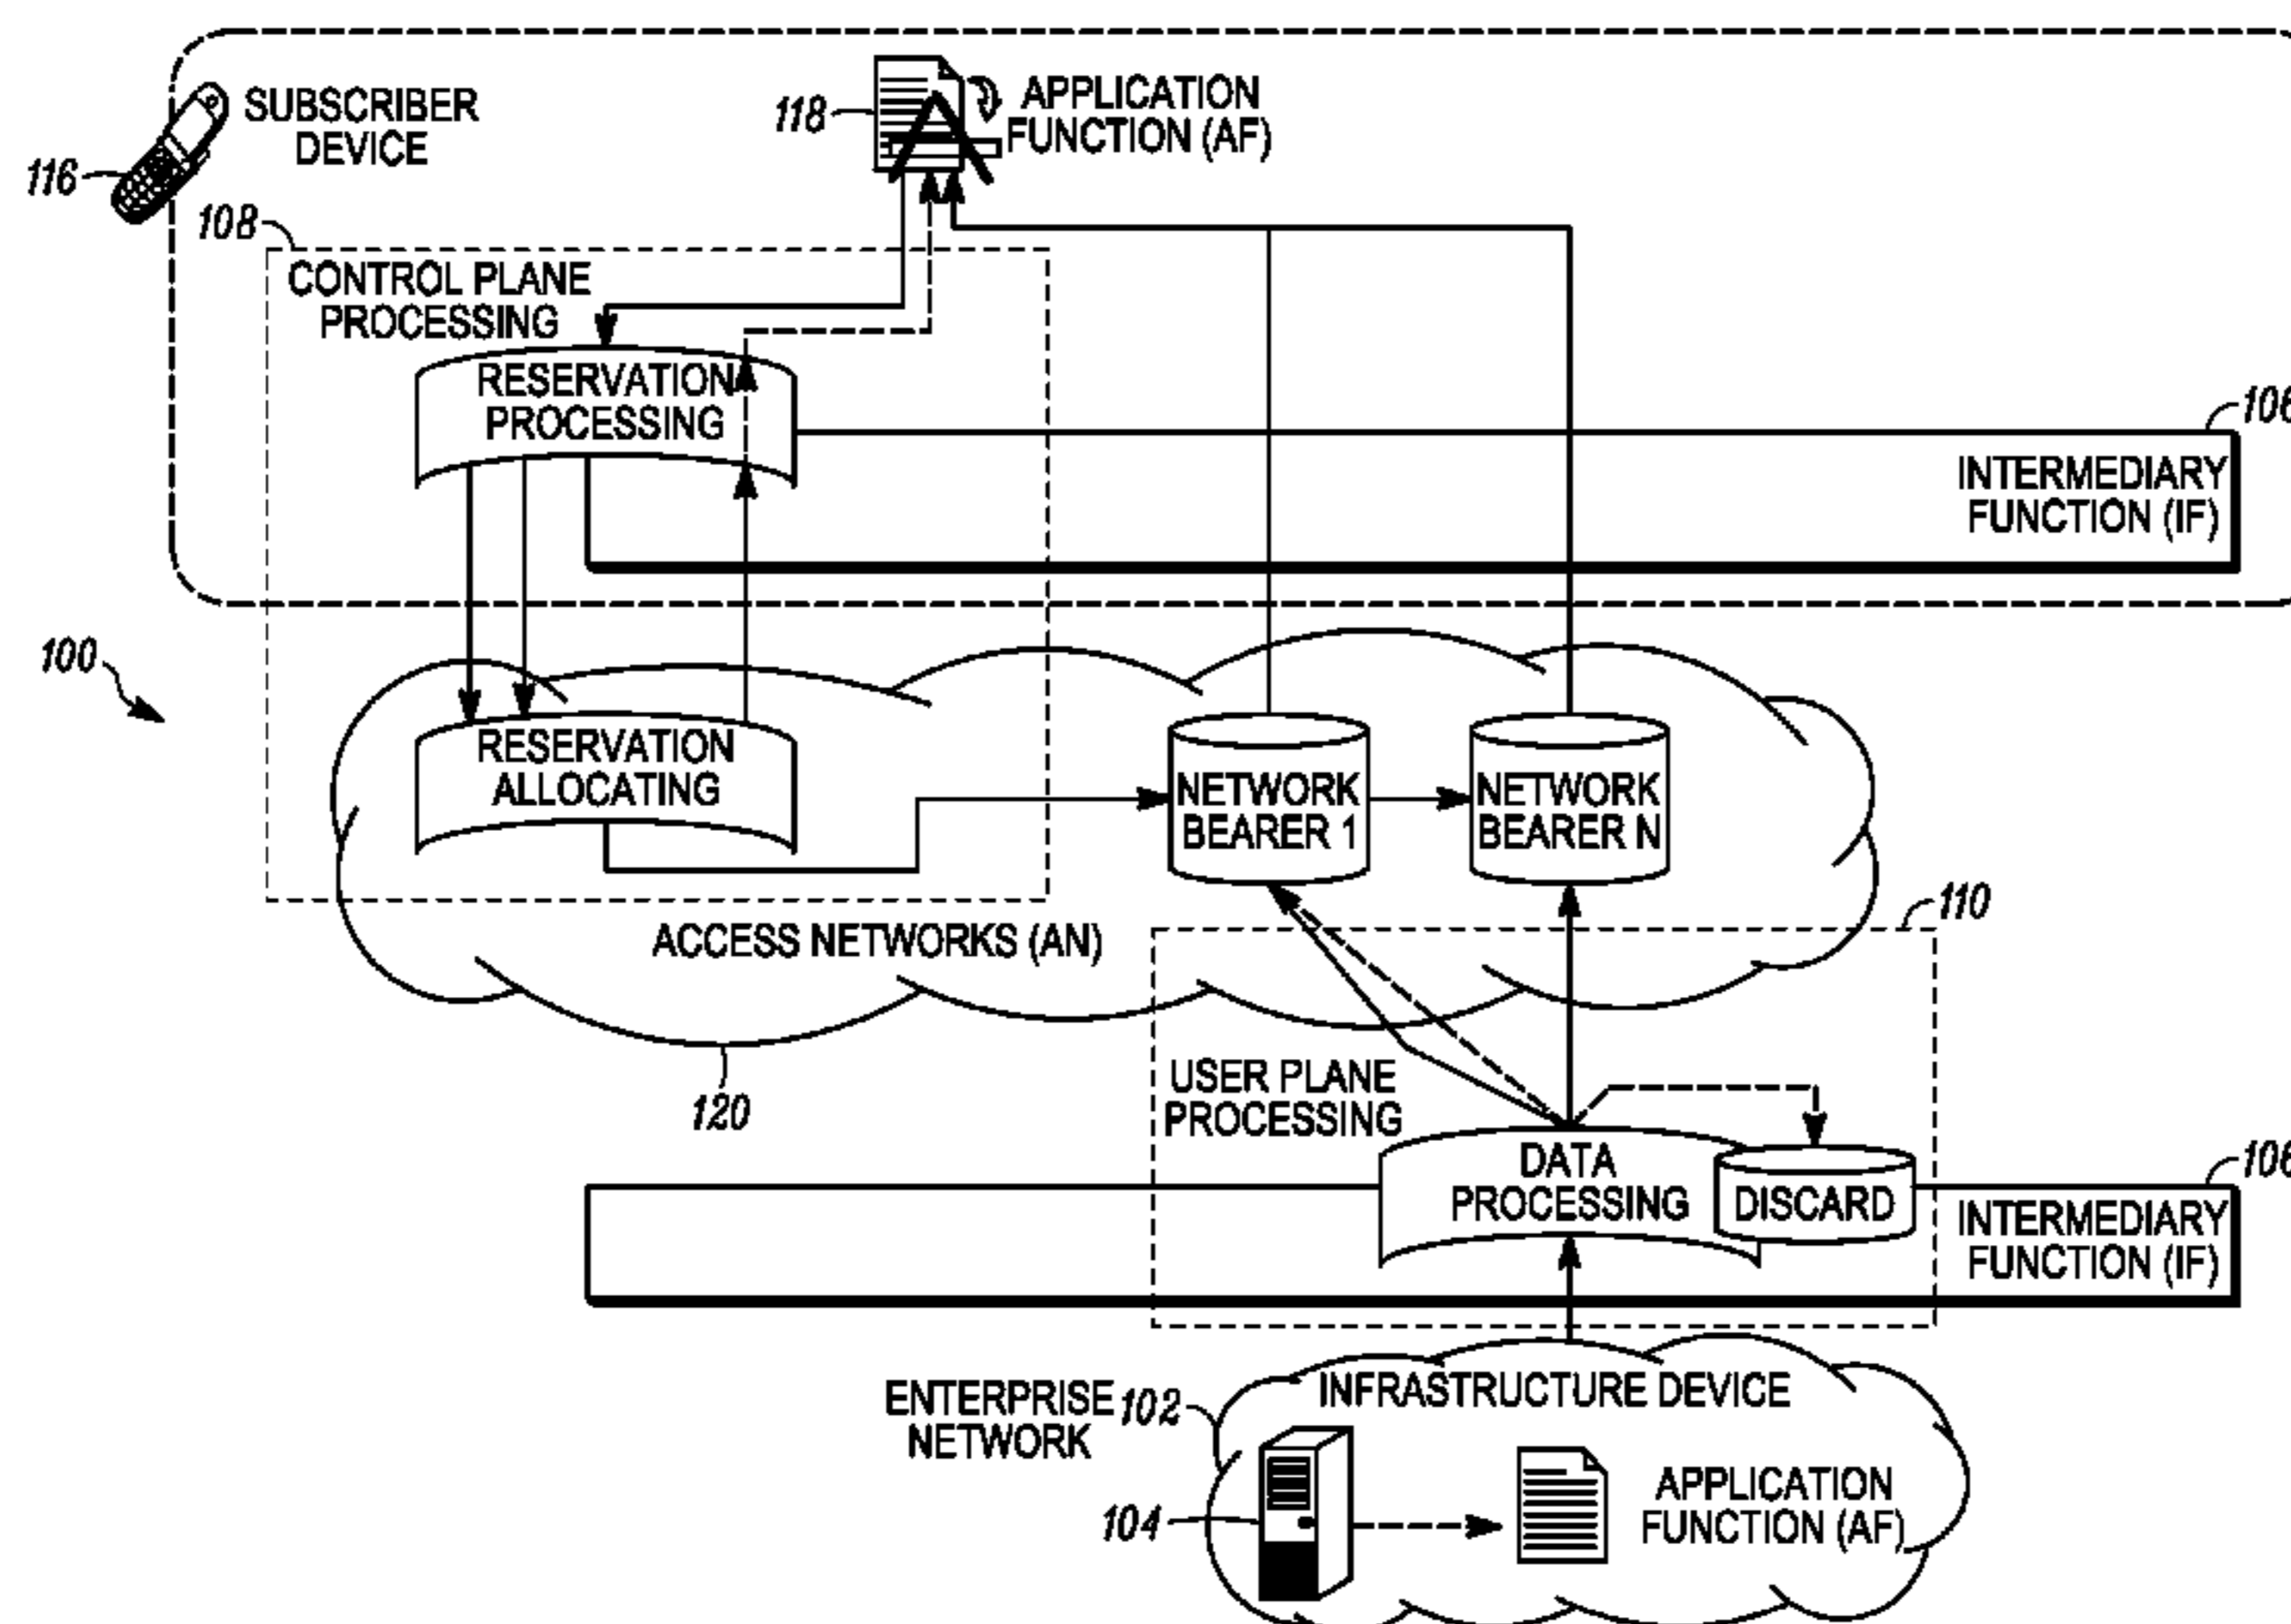 SUBSCRIBER
DEVICE
116
118
APPLICATION
FUNCTION (AF)
108
CONTROL PLANE
PROCESSING
RESERVATION
PROCESSING
106
INTERMEDIARY
FUNCTION (IF)
100
RESERVATION
ALLOCATING
NETWORK
BEARER 1
NETWORK
BEARER N
ACCESS NETWORKS (AN)
110
120
USER PLANE
PROCESSING
DATA
PROCESSING
DISCARD
106
INTERMEDIARY
FUNCTION (IF)
ENTERPRISE
NETWORK
102
INFRASTRUCTURE DEVICE
104
APPLICATION
FUNCTION (AF)